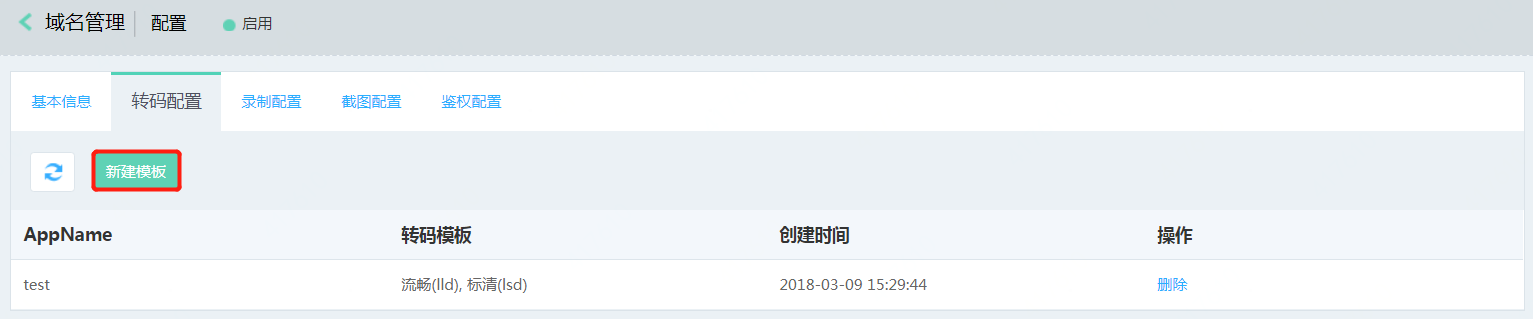 域名管理 配置 启用
基本信息 转码配置 录制配置 截图配置 鉴权配置
新建模板
AppName 转码模板 创建时间 操作
test 流畅(lld), 标清(lsd) 2018-03-09 15:29:44 删除